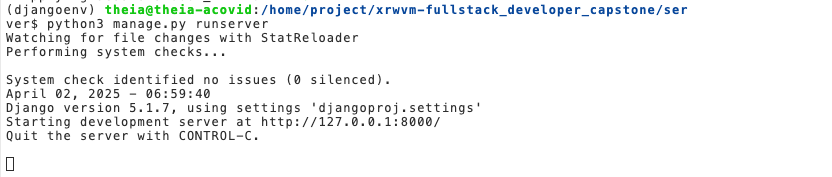 (djangoenv) theia@theia-acovid:/home/project/xrwvm-fullstack_developer_capstone/ser
ver$ python3 manage.py runserver
Watching for file changes with StatReloader
Performing system checks...

System check identified no issues (0 silenced).
April 02, 2025 - 06:59:40
Django version 5.1.7, using settings 'djangoproj.settings'
Starting development server at http://127.0.0.1:8000/
Quit the server with CONTROL-C.